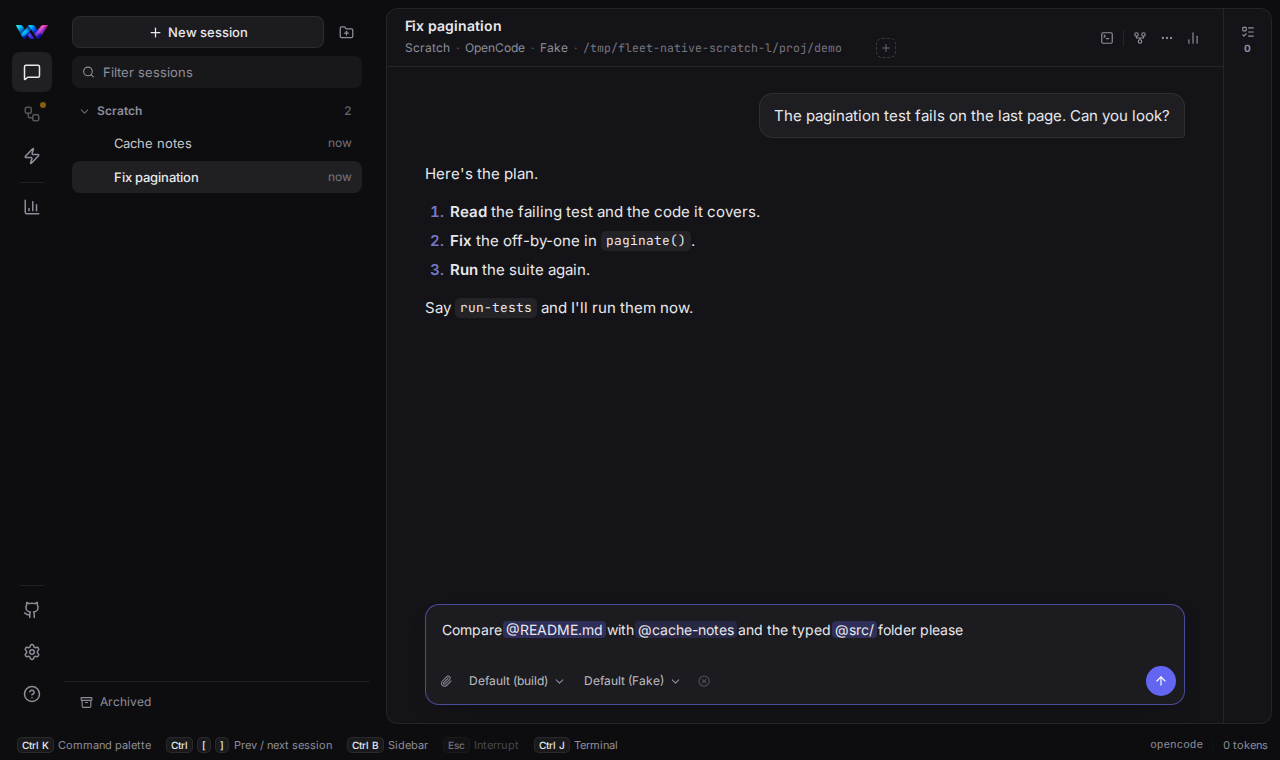 New session
Filter sessions
Scratch 2
Cache notes now
Fix pagination now
Archived
Fix pagination
Scratch · OpenCode · Fake · /tmp/fleet-native-scratch-l/proj/demo
0
The pagination test fails on the last page. Can you look?
Here's the plan.
1. Read the failing test and the code it covers.
2. Fix the off-by-one in paginate().
3. Run the suite again.
Say run-tests and I'll run them now.
Compare @README.md with @cache-notes and the typed @src/ folder please
Default (build) Default (Fake)
Ctrl K Command palette Ctrl [ ] Prev / next session Ctrl B Sidebar Esc Interrupt Ctrl J Terminal opencode 0 tokens